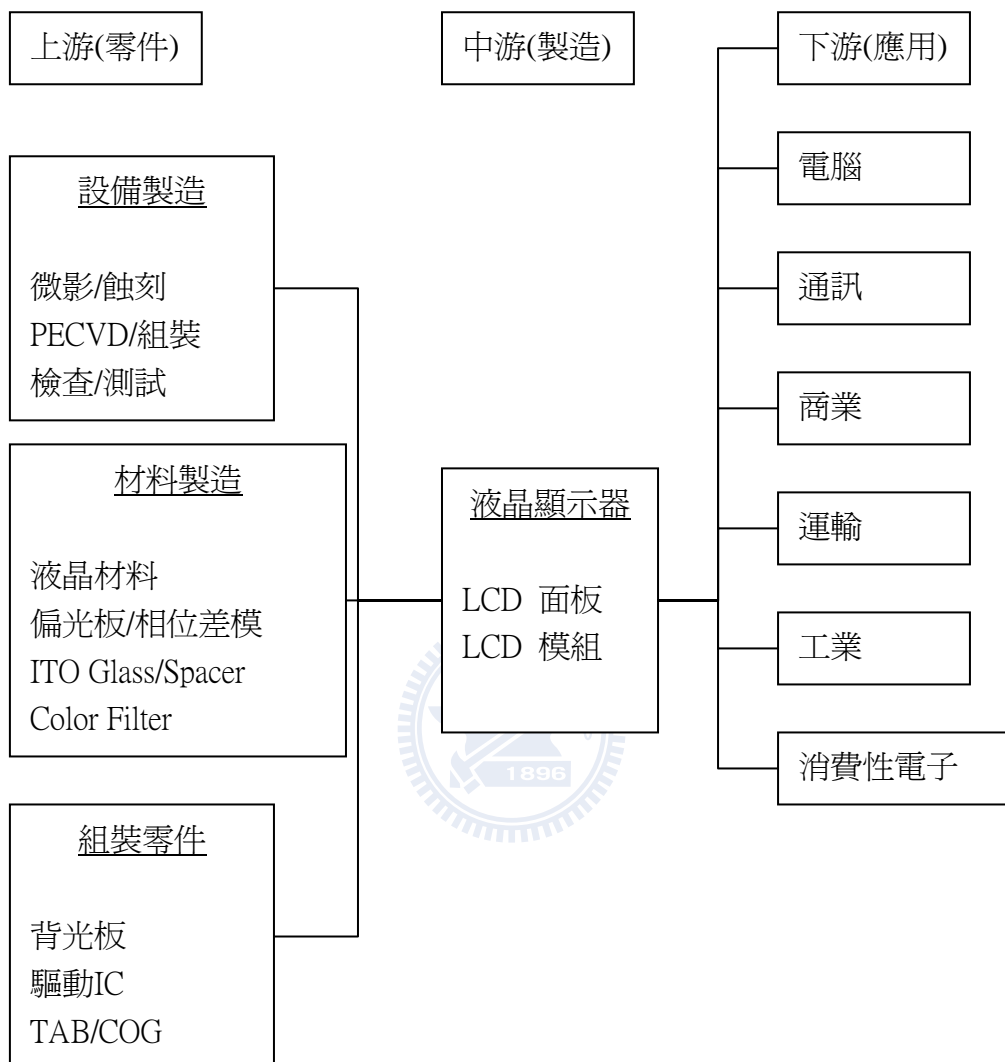 上游(零件)
中游(製造)
下游(應用)
設備製造
微影/蝕刻
PECVD/組裝
檢查/測試
材料製造
液晶材料
偏光板/相位差模
ITO Glass/Spacer
Color Filter
組裝零件
背光板
驅動IC
TAB/COG
液晶顯示器
LCD 面板
LCD 模組
1896
電腦
通訊
商業
運輸
工業
消費性電子